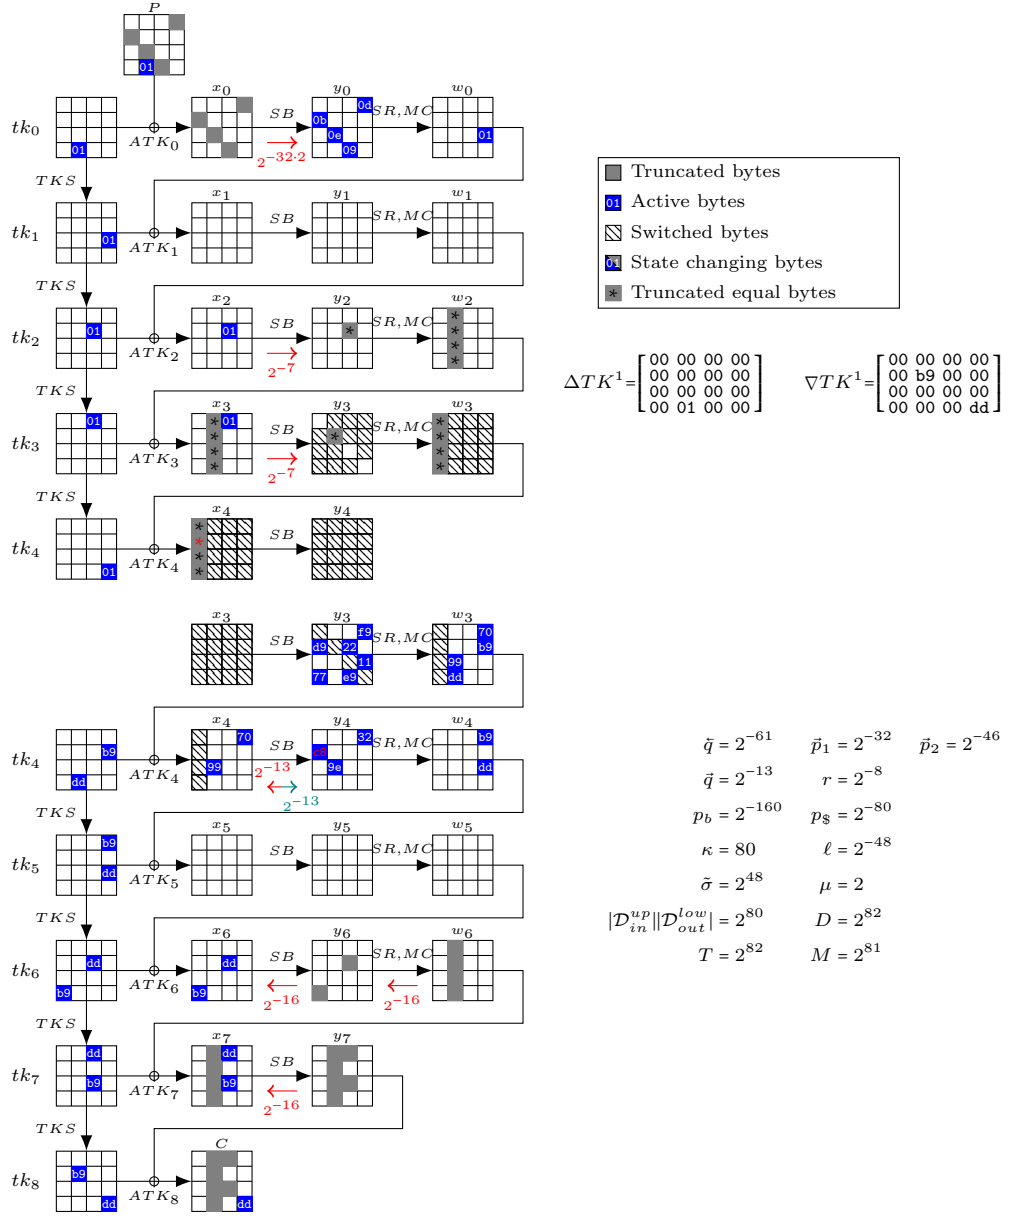 P
01
x0 y0 w0
tk0 01 ATK0 SB 2^{-32·2} 0d 0b 0e 09 SR,MC 01
TKS
x1 y1 w1
tk1 01 ATK1 SB SR,MC
TKS
x2 y2 w2
tk2 01 ATK2 01 SB 2^{-7} * SR,MC * * * *
TKS
x3 y3 w3
tk3 01 ATK3 * * * * 01 SB 2^{-7} * SR,MC * * * *
TKS
x4 y4
tk4 01 ATK4 * * * * SB
Truncated bytes
01 Active bytes
Switched bytes
01 State changing bytes
* Truncated equal bytes
ΔTK^1 = [
00 00 00 00
00 00 00 00
00 00 00 00
00 01 00 00
]
∇TK^1 = [
00 00 00 00
00 b9 00 00
00 00 00 00
00 00 00 dd
]
x3 y3 w3
SB f9 d9 22 11 77 e9 SR,MC 70 b9 99 dd
x4 y4 w4
tk4 b9 dd ATK4 70 99 SB 2^{-13} 2^{-13} 32 c8 9e SR,MC b9 dd
TKS
x5 y5 w5
tk5 b9 dd ATK5 SB SR,MC
TKS
x6 y6 w6
tk6 dd b9 ATK6 dd b9 SB 2^{-16} SR,MC 2^{-16}
TKS
x7 y7
tk7 dd b9 ATK7 dd b9 SB 2^{-16}
TKS
C
tk8 b9 dd ATK8 dd
q⃖ = 2^{-61} p⃗1 = 2^{-32} p⃗2 = 2^{-46}
q⃗ = 2^{-13} r = 2^{-8}
p_b = 2^{-160} p_$ = 2^{-80}
κ = 80 ℓ = 2^{-48}
σ̃ = 2^{48} μ = 2
|D_{in}^{up}||D_{out}^{low}| = 2^{80} D = 2^{82}
T = 2^{82} M = 2^{81}